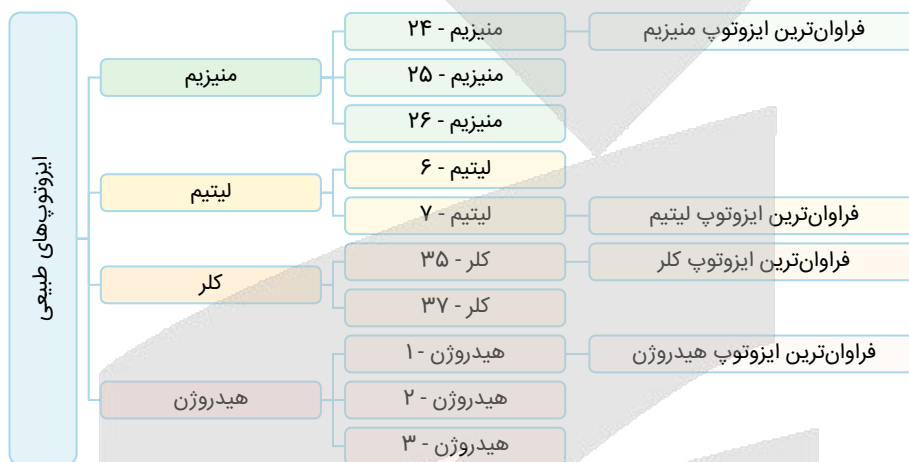 ایزوتوپ‌های طبیعی
منیزیم
منیزیم - ۲۴
فراوان‌ترین ایزوتوپ منیزیم
منیزیم - ۲۵
منیزیم - ۲۶
لیتیم
لیتیم - ۶
لیتیم - ۷
فراوان‌ترین ایزوتوپ لیتیم
کلر
کلر - ۳۵
فراوان‌ترین ایزوتوپ کلر
کلر - ۳۷
هیدروژن
هیدروژن - ۱
فراوان‌ترین ایزوتوپ هیدروژن
هیدروژن - ۲
هیدروژن - ۳